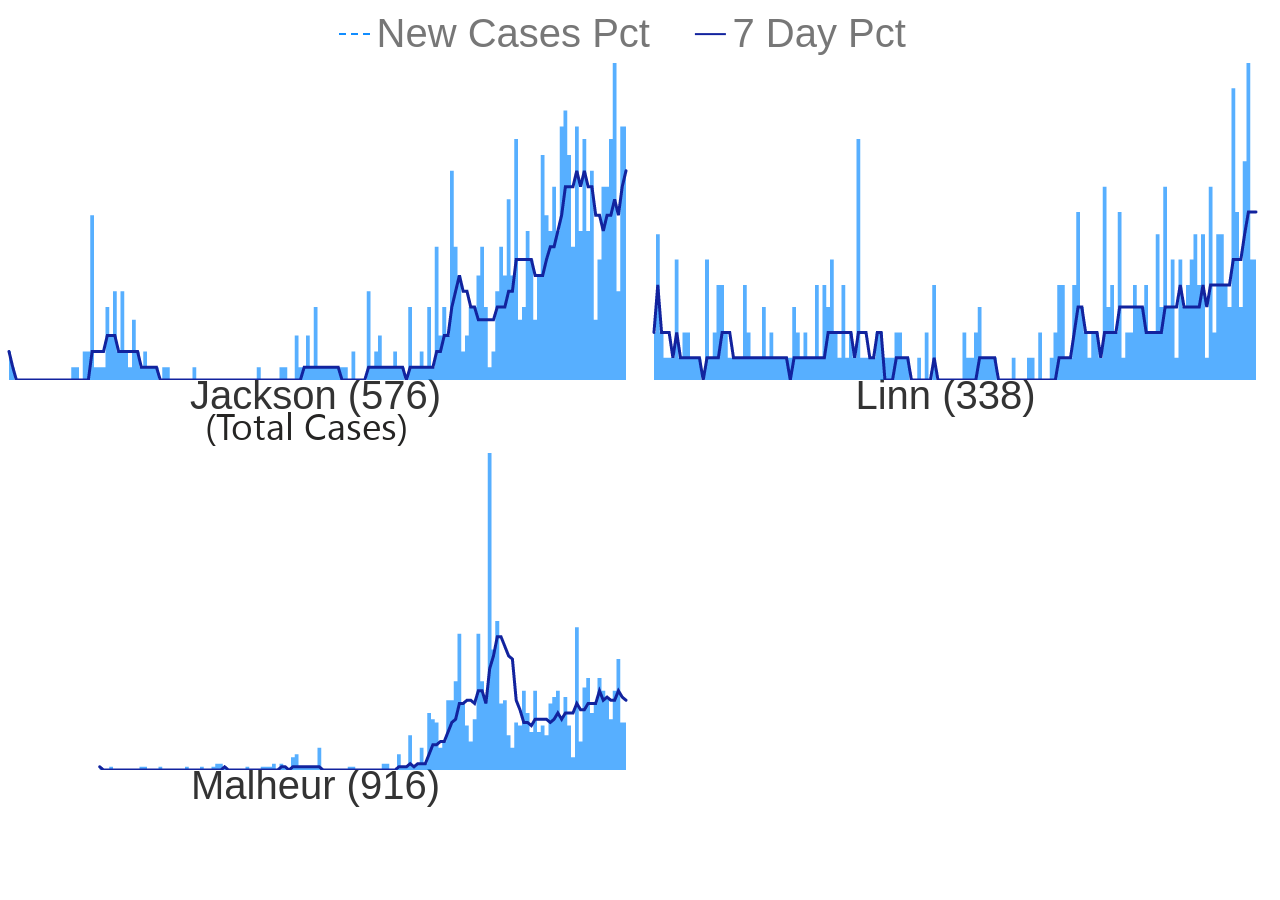 New Cases Pct 7 Day Pct
Jackson (576) Linn (338)
(Total Cases)
Malheur (916)